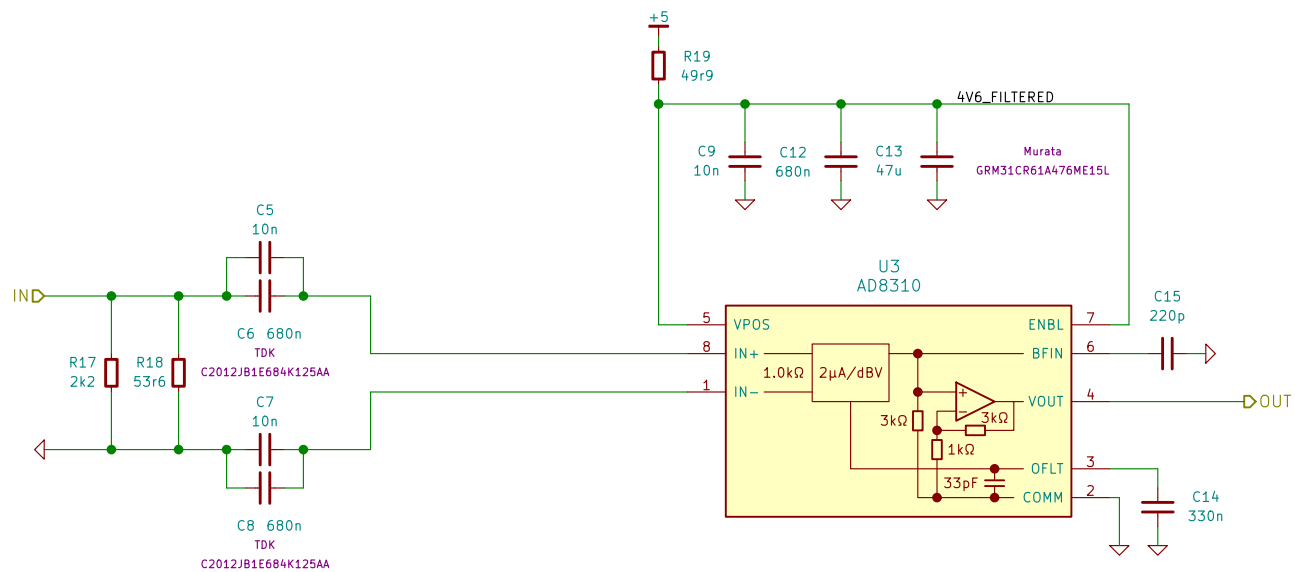 +5
R19
49r9
4V6_FILTERED
C9
10n
C12
680n
C13
47u
Murata
GRM31CR61A476ME15L
C5
10n
IN
C6 680n
TDK
C2012JB1E684K125AA
R17
2k2
R18
53r6
C7
10n
C8 680n
TDK
C2012JB1E684K125AA
U3
AD8310
C15
220p
5 VPOS
ENBL 7
8 IN+
BFIN 6
1.0kΩ
2µA/dBV
1 IN-
+
-
VOUT 4
OUT
3kΩ
3kΩ
1kΩ
OFLT 3
33pF
COMM 2
C14
330n